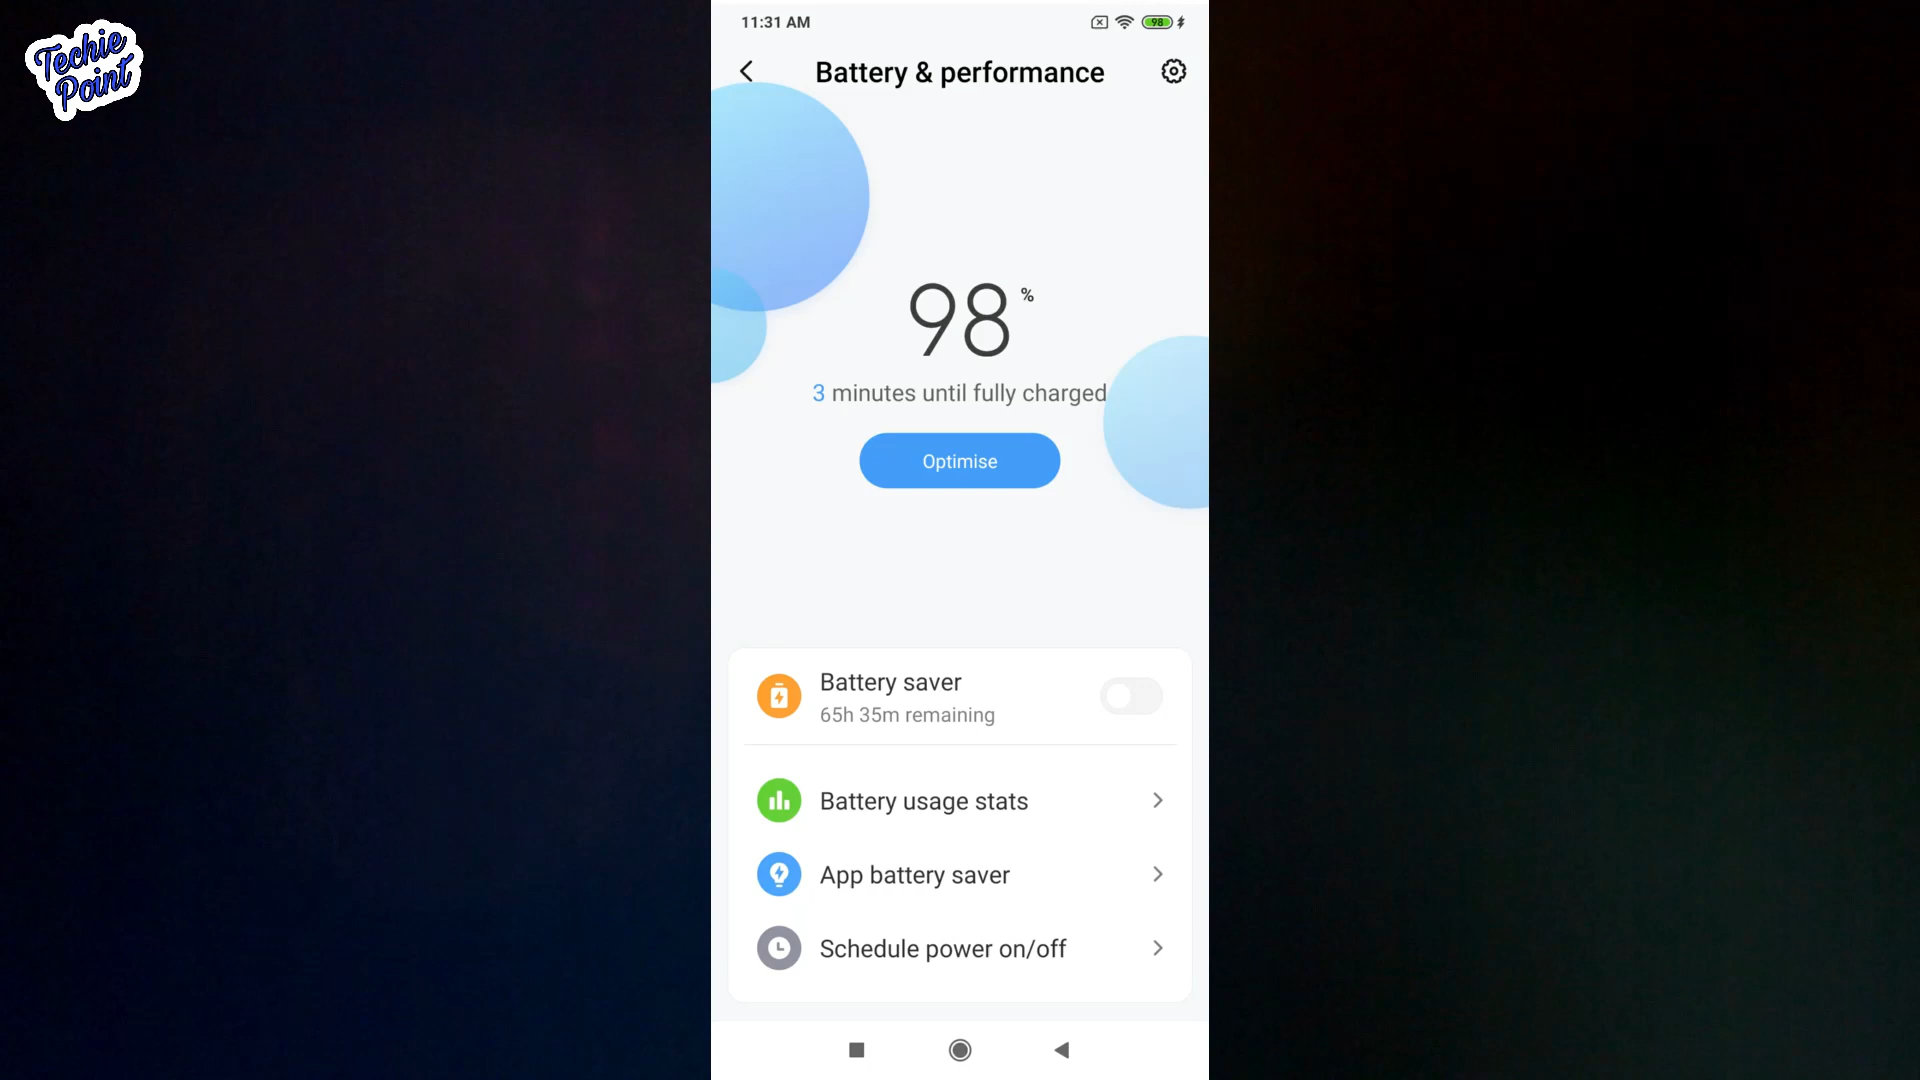 Techie
Point
11:31 AM
98
Battery & performance
98 %
3 minutes until fully charged
Optimise
Battery saver
65h 35m remaining
Battery usage stats
App battery saver
Schedule power on/off